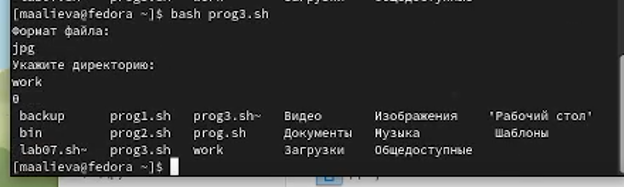 [maalieva@fedora ~]$ bash prog3.sh
Формат файла:
jpg
Укажите директорию:
work
0
backup prog1.sh prog3.sh~ Видео Изображения 'Рабочий стол'
bin prog2.sh prog.sh Документы Музыка Шаблоны
lab07.sh~ prog3.sh work Загрузки Общедоступные
[maalieva@fedora ~]$